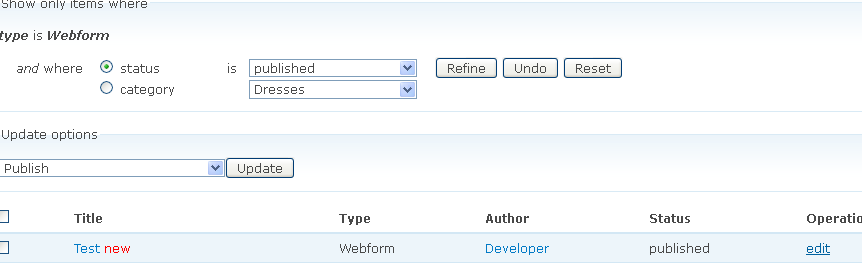 Show only items where
type is Webform
and where status is published Refine Undo Reset
category Dresses
Update options
Publish Update
Title Type Author Status Operatio
Test new Webform Developer published edit